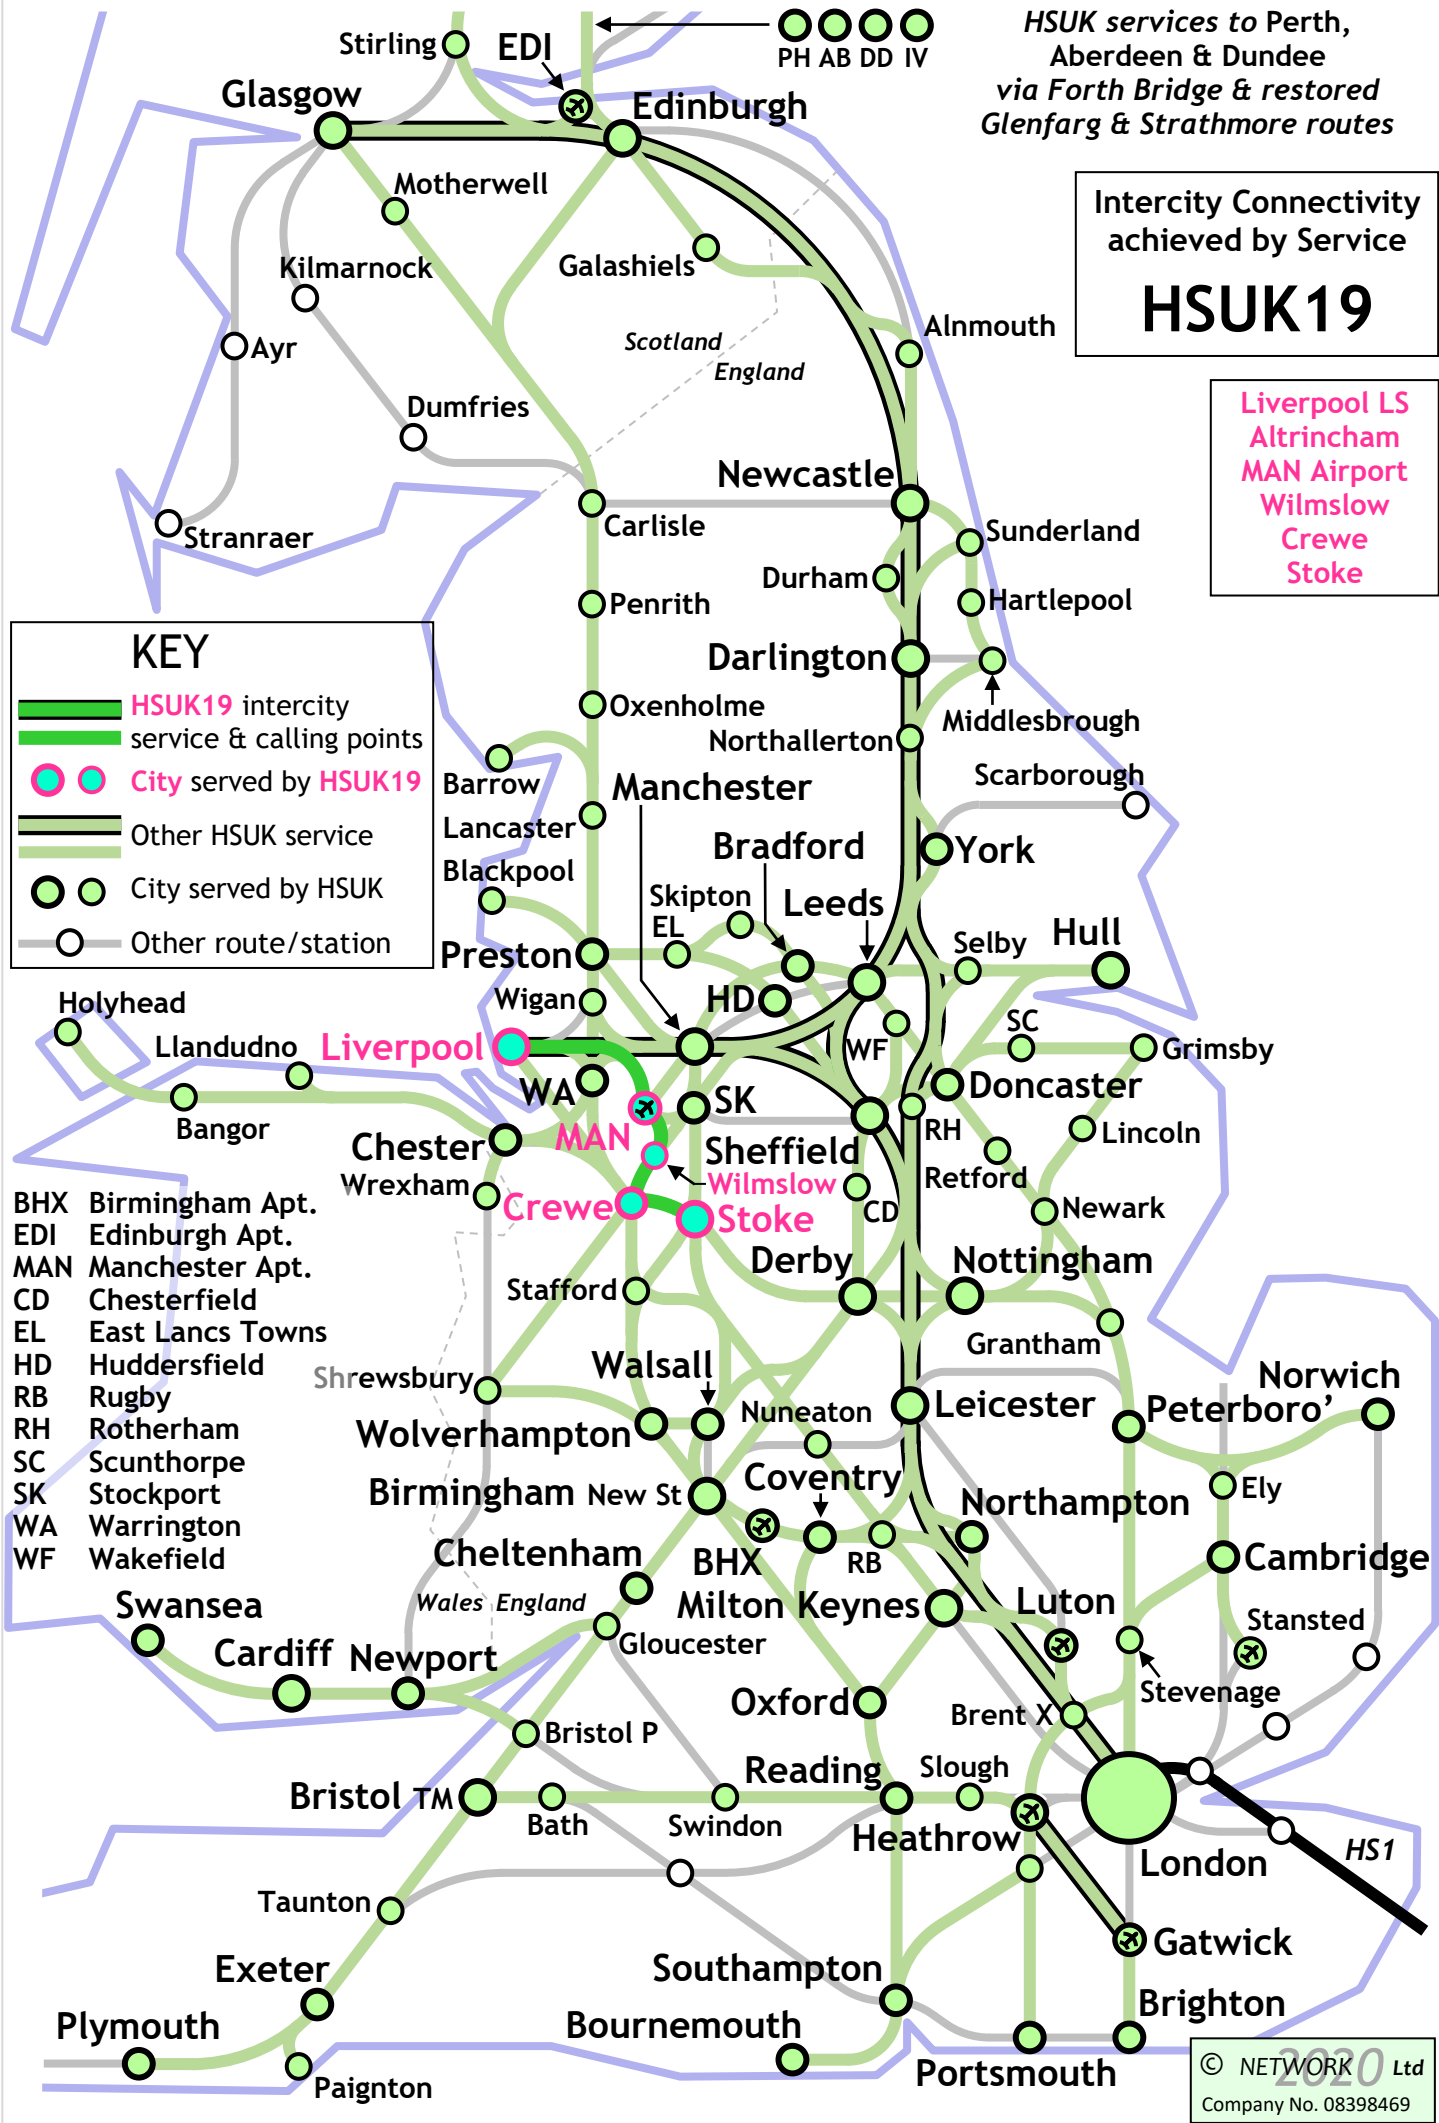 Stirling
EDI
PH AB DD IV
HSUK services to Perth,
Aberdeen & Dundee
via Forth Bridge & restored
Glenfarg & Strathmore routes
Glasgow
Edinburgh
Motherwell
Intercity Connectivity
achieved by Service
HSUK19
Galashiels
Kilmarnock
Alnmouth
Ayr
Scotland
England
Liverpool LS
Altrincham
MAN Airport
Wilmslow
Crewe
Stoke
Dumfries
Newcastle
Carlisle
Stranraer
Sunderland
Durham
Penrith
Hartlepool
KEY
HSUK19 intercity
service & calling points
City served by HSUK19
Other HSUK service
City served by HSUK
Other route/station
Darlington
Oxenholme
Middlesbrough
Northallerton
Barrow
Manchester
Scarborough
Lancaster
Bradford
York
Blackpool
Skipton
EL
Leeds
Preston
Selby
Hull
Wigan
HD
Holyhead
Llandudno
Liverpool
WF
SC
Grimsby
WA
SK
Doncaster
Bangor
MAN
RH
Lincoln
Chester
Sheffield
Retford
Wrexham
Wilmslow
Crewe
CD
Newark
Stoke
BHX Birmingham Apt.
EDI Edinburgh Apt.
MAN Manchester Apt.
CD Chesterfield
EL East Lancs Towns
HD Huddersfield
RB Rugby
RH Rotherham
SC Scunthorpe
SK Stockport
WA Warrington
WF Wakefield
Derby
Nottingham
Stafford
Grantham
Shrewsbury
Walsall
Norwich
Nuneaton
Leicester
Peterboro’
Wolverhampton
Coventry
Birmingham New St
Ely
Northampton
Cheltenham
BHX
RB
Cambridge
Wales England
Milton Keynes
Luton
Swansea
Stansted
Gloucester
Cardiff
Newport
Stevenage
Oxford
Brent X
Bristol P
Reading
Slough
Bristol TM
Bath
Swindon
Heathrow
London
HS1
Taunton
Gatwick
Exeter
Southampton
Brighton
Plymouth
Bournemouth
Portsmouth
Paignton
© NETWORK 2020 Ltd
Company No. 08398469